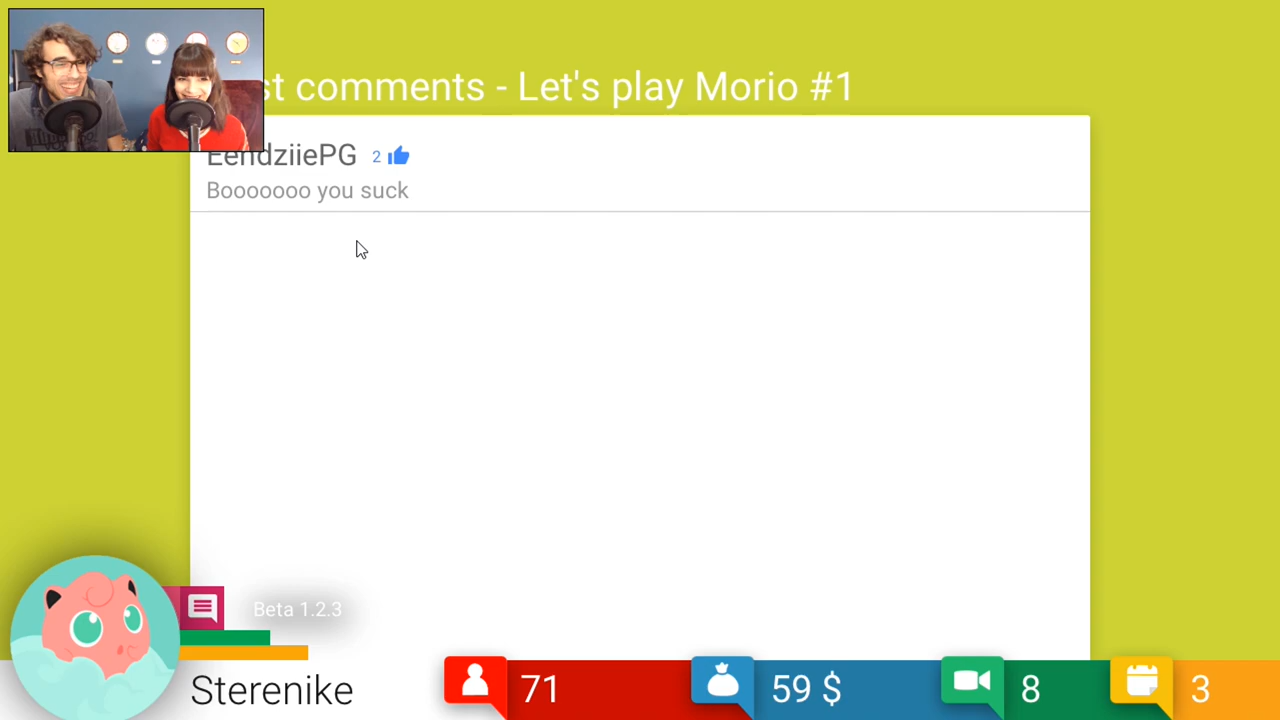 st comments - Let's play Morio #1
EendziiePG 2
Booooooo you suck
Beta 1.2.3
Sterenike
71
59 $
8
3